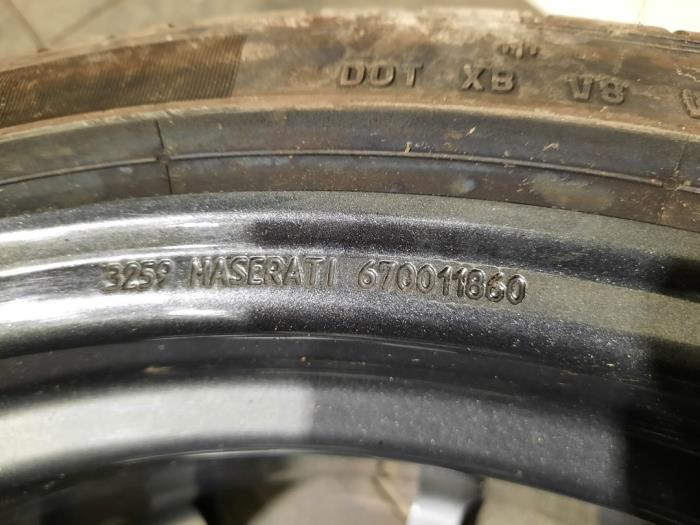 DOT XB V8
3259 MASERATI 670011860